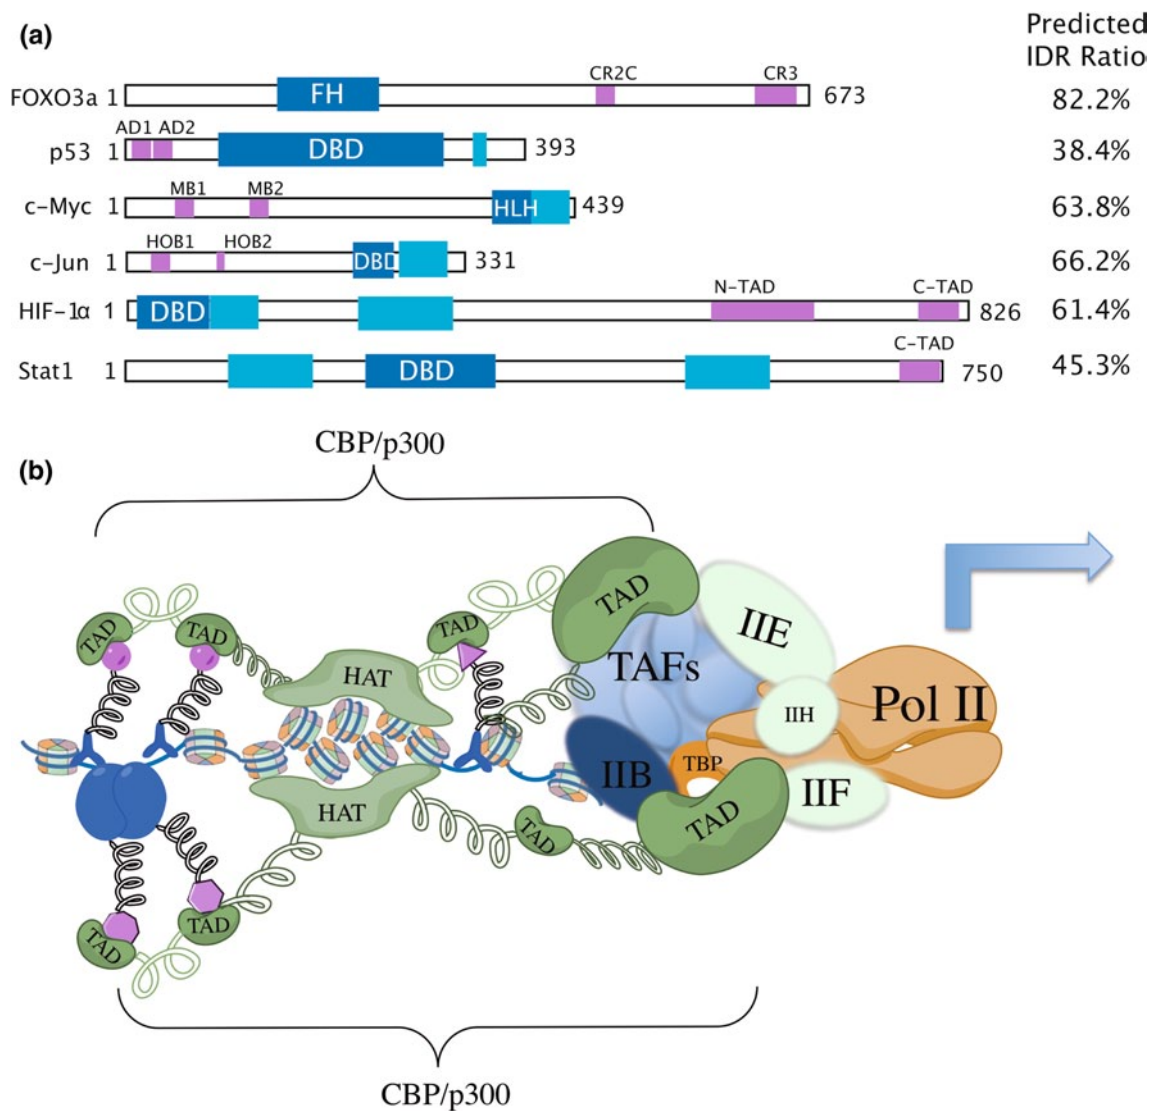 (a)
Predicted
IDR Ratio
CR2C CR3
FOXO3a 1 FH 673 82.2%
AD1 AD2
p53 1 DBD 393 38.4%
MB1 MB2
c-Myc 1 HLH 439 63.8%
HOB1 HOB2
c-Jun 1 DBD 331 66.2%
N-TAD C-TAD
HIF-1α 1 DBD 826 61.4%
C-TAD
Stat1 1 DBD 750 45.3%
CBP/p300
(b)
TAD
IIE
TAD TAD TAD
TAFs
HAT
Pol II
IIH
TBP
IIB
IIF
HAT
TAD
TAD
TAD
TAD
CBP/p300